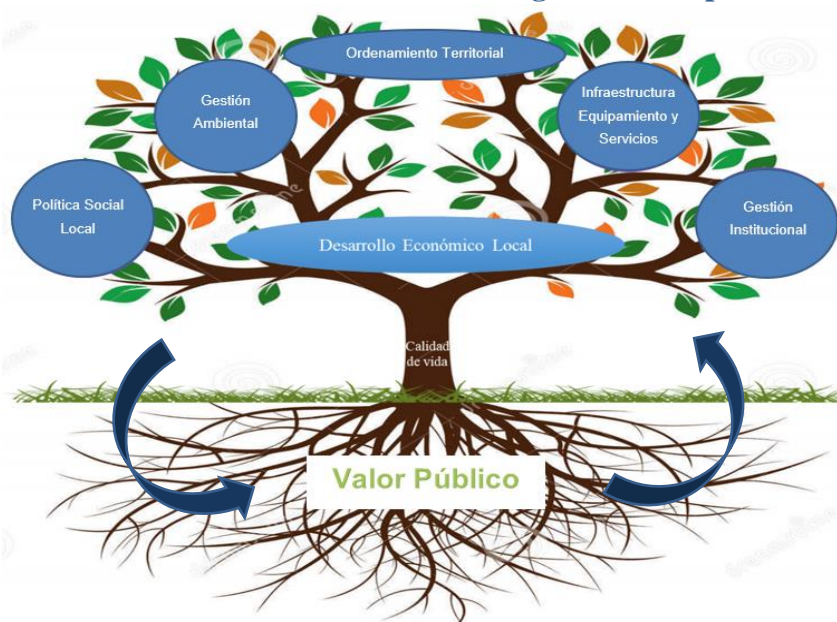 Ordenamiento Territorial
Gestión
Ambiental
Infraestructura
Equipamiento y
Servicios
Política Social
Local
Gestión
Institucional
Desarrollo Económico Local
Calidad
de vida
Valor Público